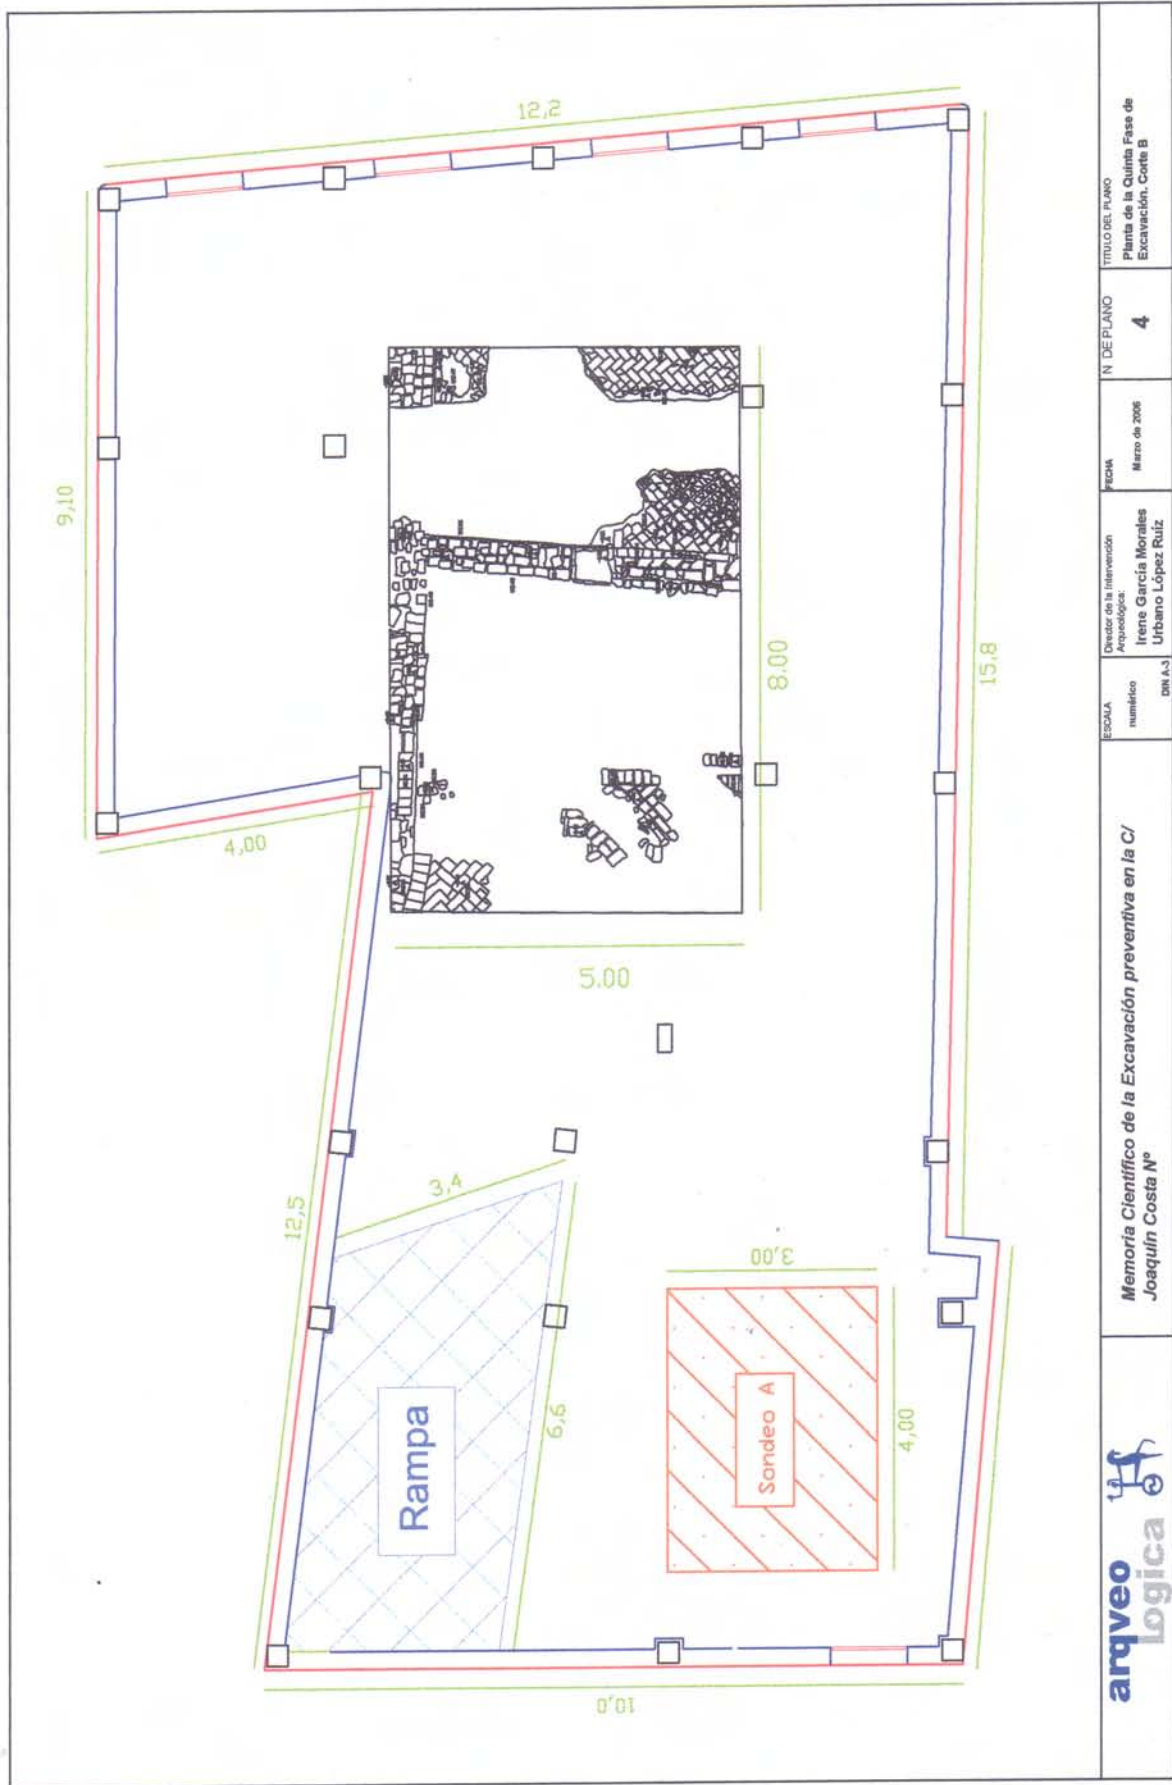 12,2
9,10
4,00
8.00
15,8
5.00
12,5
3,4
6,6
Rampa
3,00
Sondeo A
4,00
10,0
arqveo
Logica
Memoria Científico de la Excavación preventiva en la C/
Joaquín Costa Nº
ESCALA
numérico
DIN A-3
Director de la Intervención
Arqueológica:
Irene García Morales
Urbano López Ruíz
FECHA
Marzo de 2006
N. DE PLANO
4
TITULO DEL PLANO
Planta de la Quinta Fase de
Excavación. Corte B